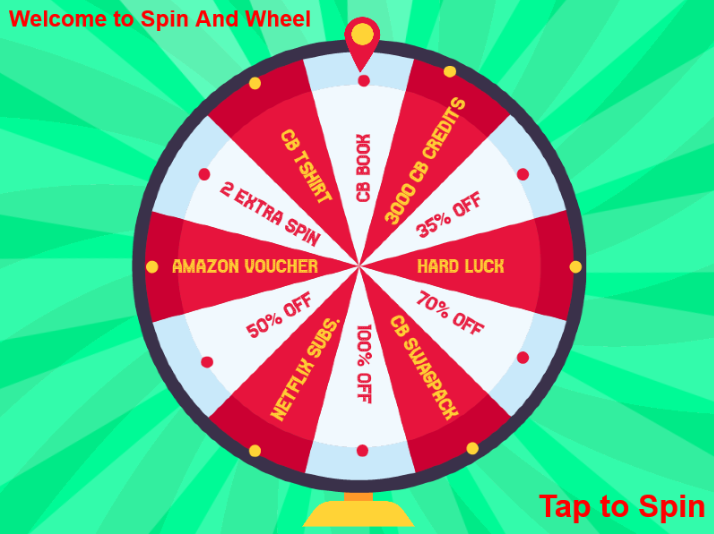 Welcome to Spin And Wheel
CB BOOK
3000 CB CREDITS
35% OFF
HARD LUCK
70% OFF
CB SWAGPACK
100% OFF
NETFLIX SUBS.
50% OFF
AMAZON VOUCHER
2 EXTRA SPIN
CB TSHIRT
Tap to Spin